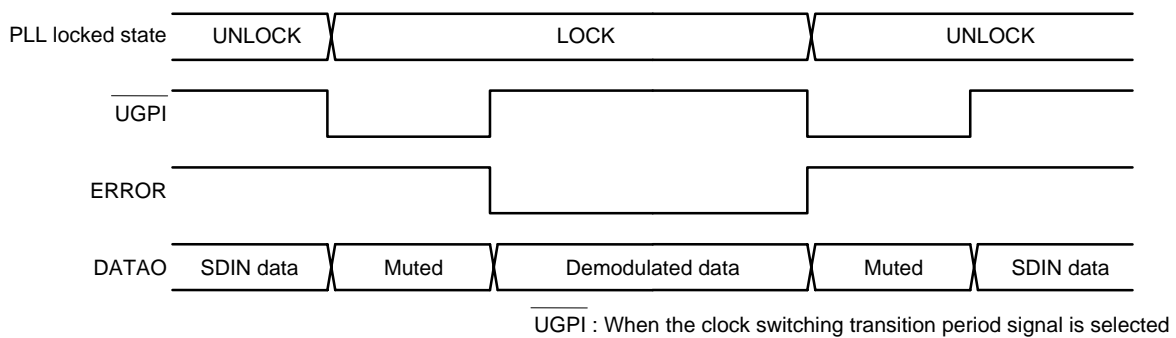 PLL locked state UNLOCK LOCK UNLOCK
UGPI
ERROR
DATAO SDIN data Muted Demodulated data Muted SDIN data
UGPI : When the clock switching transition period signal is selected